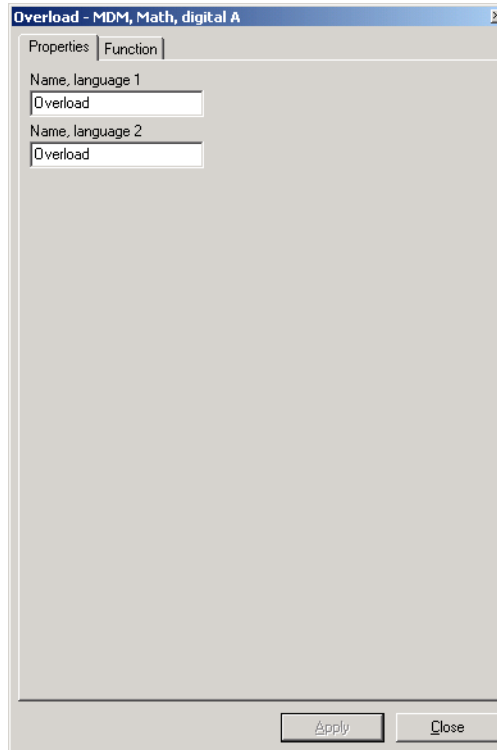 Overload - MDM, Math, digital A
Properties Function
Name, language 1
Overload
Name, language 2
Overload
Apply Close